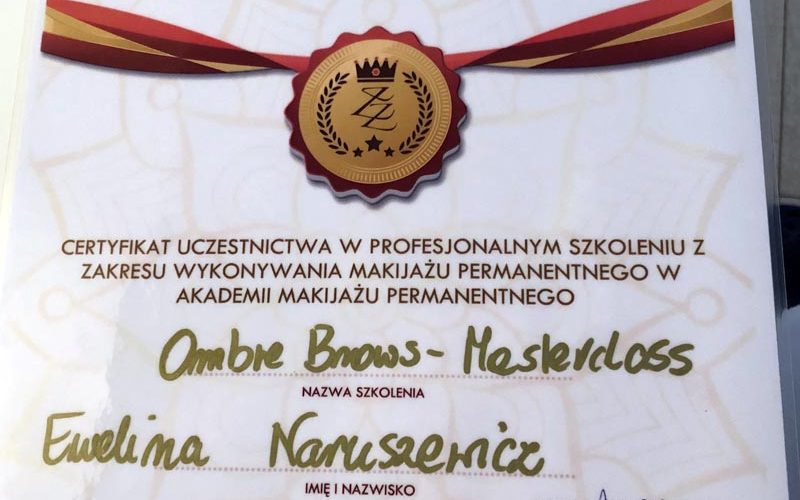 ZZ
CERTYFIKAT UCZESTNICTWA W PROFESJONALNYM SZKOLENIU Z
ZAKRESU WYKONYWANIA MAKIJAŻU PERMANENTNEGO W
AKADEMII MAKIJAŻU PERMANENTNEGO
Ombre Brows - Masterclass
NAZWA SZKOLENIA
Ewelina Naruszewicz
IMIĘ I NAZWISKO